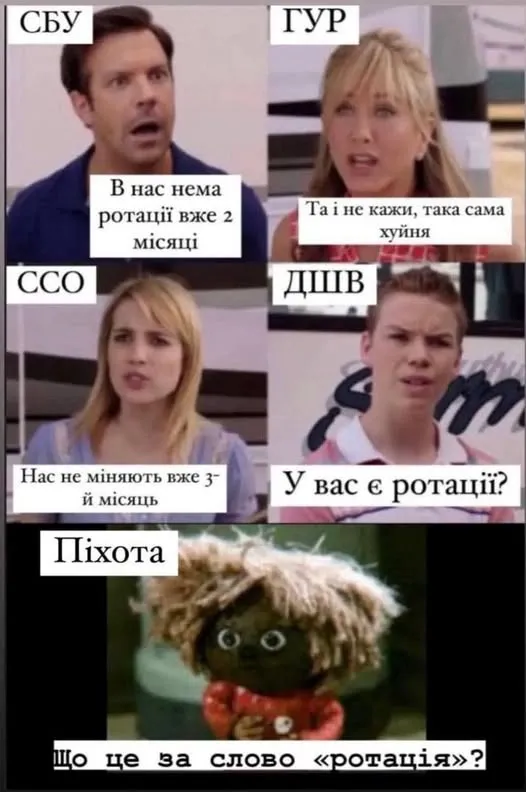 СБУ
В нас нема
ротації вже 2
місяці
ГУР
Та і не кажи, така сама
хуйня
ССО
Нас не міняють вже 3-
й місяць
ДШВ
У вас є ротації?
Піхота
Що це за слово «ротація»?